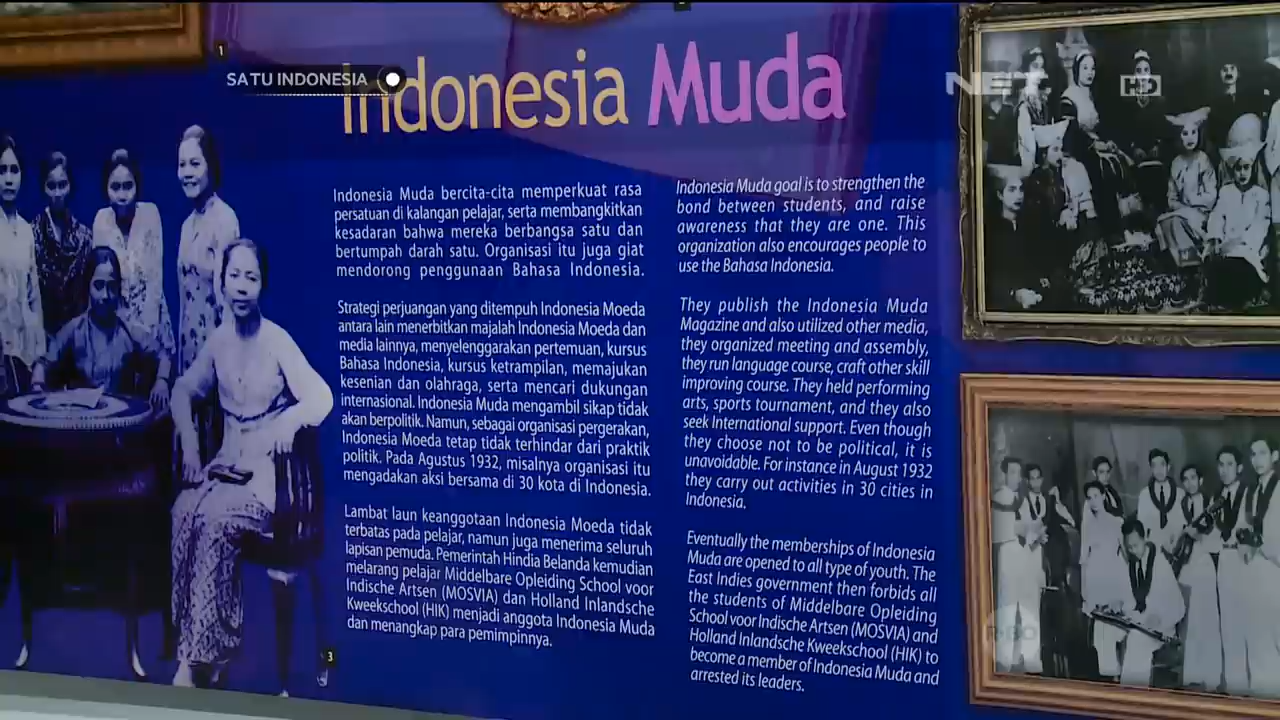 1
SATU INDONESIA
NET
HD
Indonesia Muda
Indonesia Muda bercita-cita memperkuat rasa
persatuan di kalangan pelajar, serta membangkitkan
kesadaran bahwa mereka berbangsa satu dan
bertumpah darah satu. Organisasi itu juga giat
mendorong penggunaan Bahasa Indonesia.
Strategi perjuangan yang ditempuh Indonesia Moeda
antara lain menerbitkan majalah Indonesia Moeda dan
media lainnya, menyelenggarakan pertemuan, kursus
Bahasa Indonesia, kursus ketrampilan, memajukan
kesenian dan olahraga, serta mencari dukungan
internasional. Indonesia Muda mengambil sikap tidak
akan berpolitik. Namun, sebagai organisasi pergerakan,
Indonesia Moeda tetap tidak terhindar dari praktik
politik. Pada Agustus 1932, misalnya organisasi itu
mengadakan aksi bersama di 30 kota di Indonesia.
Lambat laun keanggotaan Indonesia Moeda tidak
terbatas pada pelajar, namun juga menerima seluruh
lapisan pemuda. Pemerintah Hindia Belanda kemudian
melarang pelajar Middelbare Opleiding School voor
Indische Artsen (MOSVIA) dan Holland Inlandsche
Kweekschool (HIK) menjadi anggota Indonesia Muda
dan menangkap para pemimpinnya.
Indonesia Muda goal is to strengthen the
bond between students, and raise
awareness that they are one. This
organization also encourages people to
use the Bahasa Indonesia.
They publish the Indonesia Muda
Magazine and also utilized other media,
they organized meeting and assembly,
they run language course, craft other skill
improving course. They held performing
arts, sports tournament, and they also
seek International support. Even though
they choose not to be political, it is
unavoidable. For instance in August 1932
they carry out activities in 30 cities in
Indonesia.
Eventually the memberships of Indonesia
Muda are opened to all type of youth. The
East Indies government then forbids all
the students of Middelbare Opleiding
School voor Indische Artsen (MOSVIA) and
Holland Inlandsche Kweekschool (HIK) to
become a member of Indonesia Muda and
arrested its leaders.
3